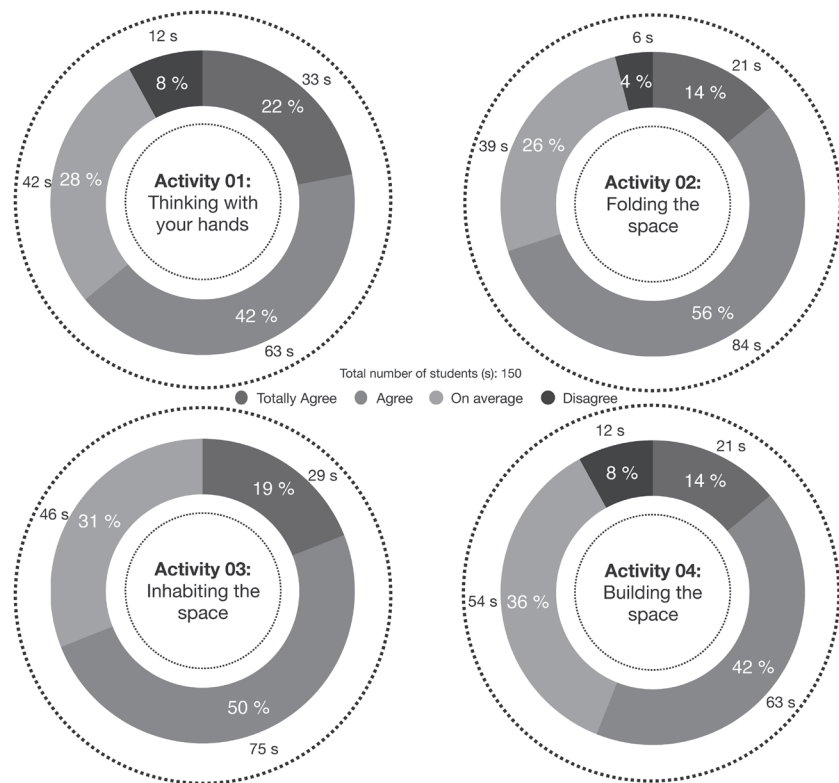 12 s
8 %
33 s
22 %
42 s
28 %
Activity 01:
Thinking with
your hands
42 %
63 s
6 s
4 %
21 s
14 %
39 s
26 %
Activity 02:
Folding the
space
56 %
84 s
Total number of students (s): 150
Totally Agree Agree On average Disagree
29 s
19 %
46 s
31 %
Activity 03:
Inhabiting the
space
50 %
75 s
12 s
8 %
21 s
14 %
54 s
36 %
Activity 04:
Building the
space
42 %
63 s